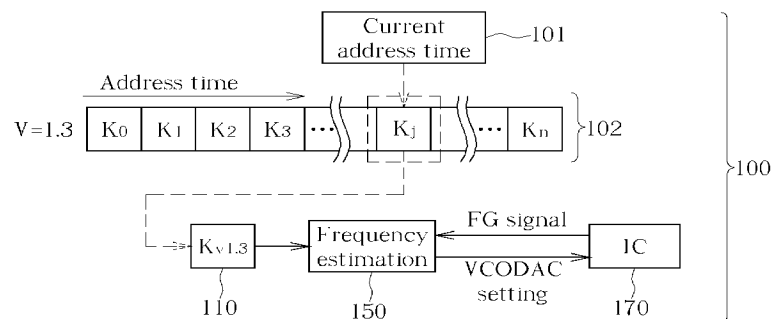 Current
address time
101
Address time
V=1.3
K0 K1 K2 K3 ••• Kj ••• Kn
102
100
Kv1.3
Frequency
estimation
FG signal
VCODAC
setting
IC
110
150
170